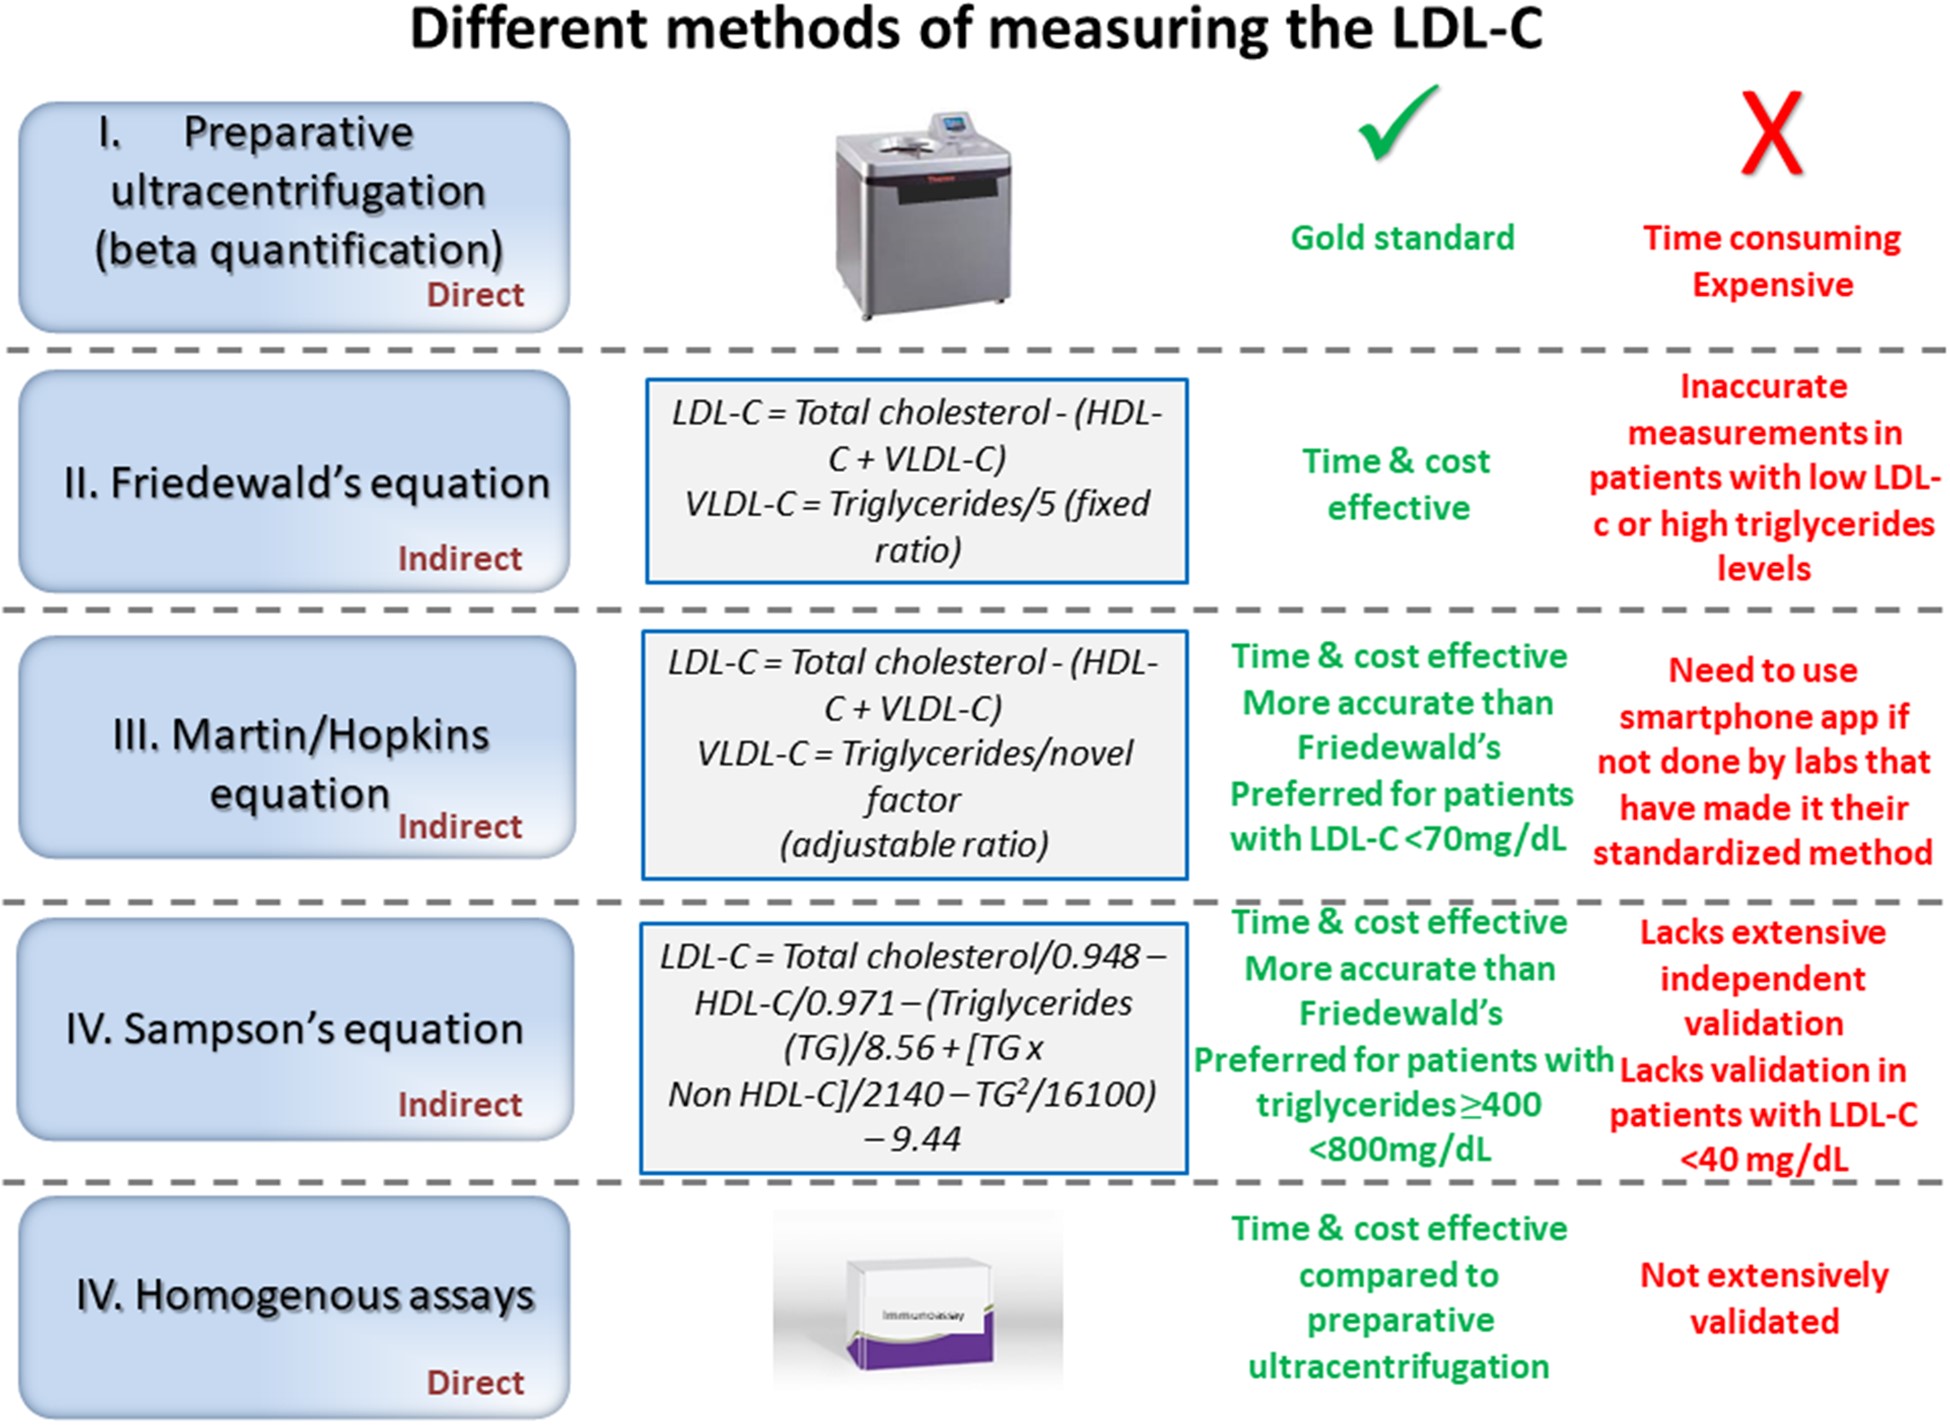 Different methods of measuring the LDL-C
I. Preparative
ultracentrifugation
(beta quantification)
Direct
Thermo
Gold standard
Time consuming
Expensive
II. Friedewald’s equation
Indirect
LDL-C = Total cholesterol - (HDL-
C + VLDL-C)
VLDL-C = Triglycerides/5 (fixed
ratio)
Time & cost
effective
Inaccurate
measurements in
patients with low LDL-
c or high triglycerides
levels
III. Martin/Hopkins
equation
Indirect
LDL-C = Total cholesterol - (HDL-
C + VLDL-C)
VLDL-C = Triglycerides/novel
factor
(adjustable ratio)
Time & cost effective
More accurate than
Friedewald’s
Preferred for patients
with LDL-C <70mg/dL
Need to use
smartphone app if
not done by labs that
have made it their
standardized method
IV. Sampson’s equation
Indirect
LDL-C = Total cholesterol/0.948 –
HDL-C/0.971 – (Triglycerides
(TG)/8.56 + [TG x
Non HDL-C]/2140 – TG²/16100)
– 9.44
Time & cost effective
More accurate than
Friedewald’s
Preferred for patients with
triglycerides ≥400
<800mg/dL
Lacks extensive
independent
validation
Lacks validation in
patients with LDL-C
<40 mg/dL
IV. Homogenous assays
Direct
Immunoassay
Time & cost effective
compared to
preparative
ultracentrifugation
Not extensively
validated